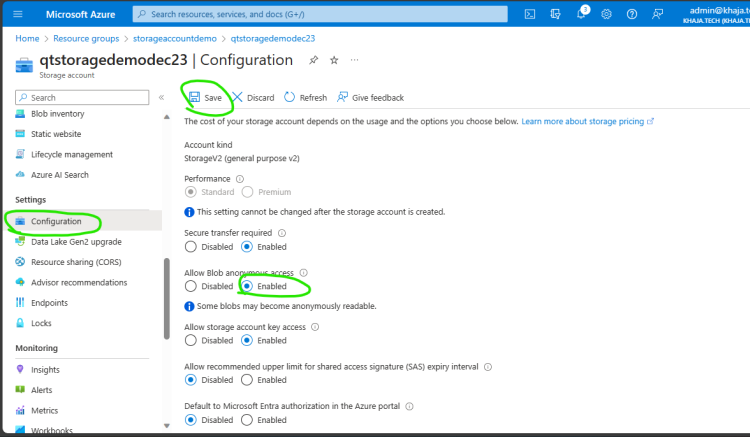 Microsoft Azure
Search resources, services, and docs (G+/)
3
admin@khaja.te
KHAJA.TECH (KHAJA.TE
Home > Resource groups > storageaccountdemo > qtstoragedemodec23
qtstoragedemodec23 | Configuration
Storage account
Search
Blob inventory
Static website
Lifecycle management
Azure AI Search
Settings
Configuration
Data Lake Gen2 upgrade
Resource sharing (CORS)
Advisor recommendations
Endpoints
Locks
Monitoring
Insights
Alerts
Metrics
Workbooks
Save Discard Refresh Give feedback
The cost of your storage account depends on the usage and the options you choose below. Learn more about storage pricing
Account kind
StorageV2 (general purpose v2)
Performance
Standard Premium
This setting cannot be changed after the storage account is created.
Secure transfer required
Disabled Enabled
Allow Blob anonymous access
Disabled Enabled
Some blobs may become anonymously readable.
Allow storage account key access
Disabled Enabled
Allow recommended upper limit for shared access signature (SAS) expiry interval
Disabled Enabled
Default to Microsoft Entra authorization in the Azure portal
Disabled Enabled